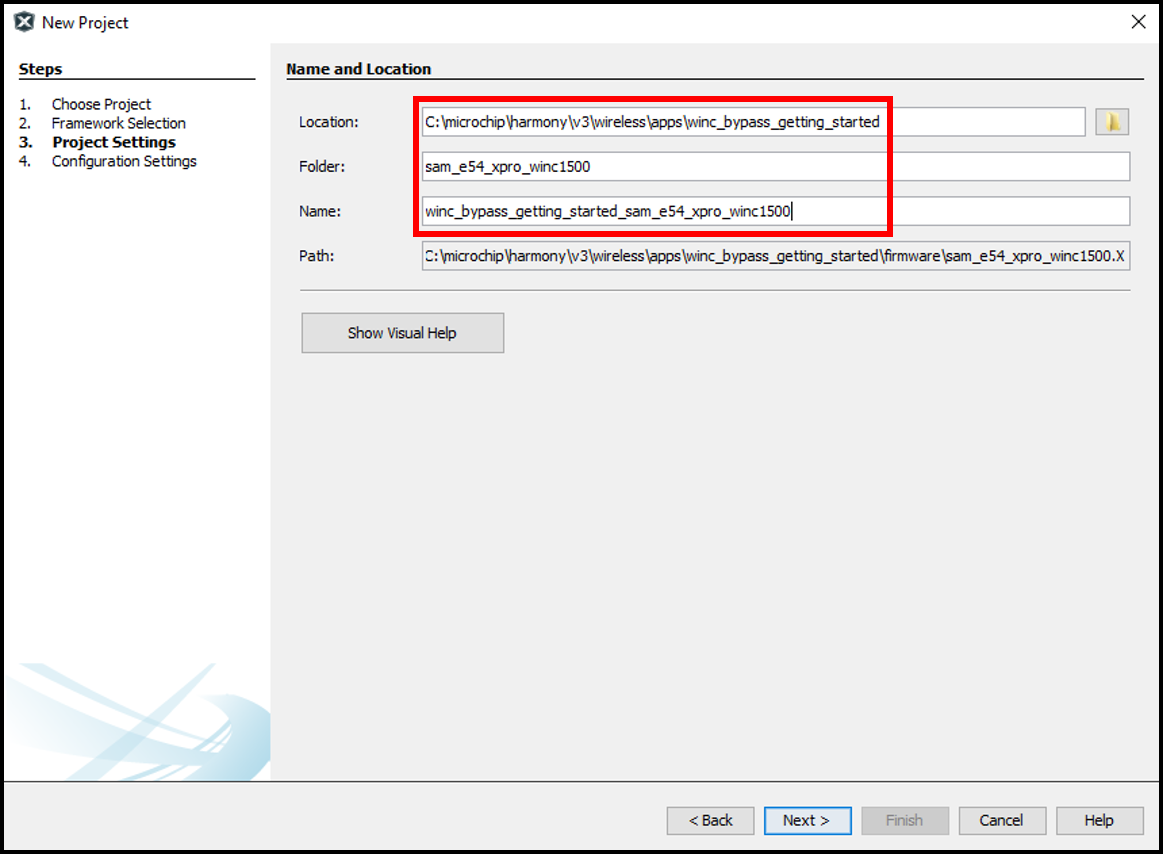 New Project
Steps
1. Choose Project
2. Framework Selection
3. Project Settings
4. Configuration Settings
Name and Location
Location: C:\microchip\harmony\v3\wireless\apps\winc_bypass_getting_started
Folder: sam_e54_xpro_winc1500
Name: winc_bypass_getting_started_sam_e54_xpro_winc1500
Path: C:\microchip\harmony\v3\wireless\apps\winc_bypass_getting_started\firmware\sam_e54_xpro_winc1500.X
Show Visual Help
< Back Next > Finish Cancel Help